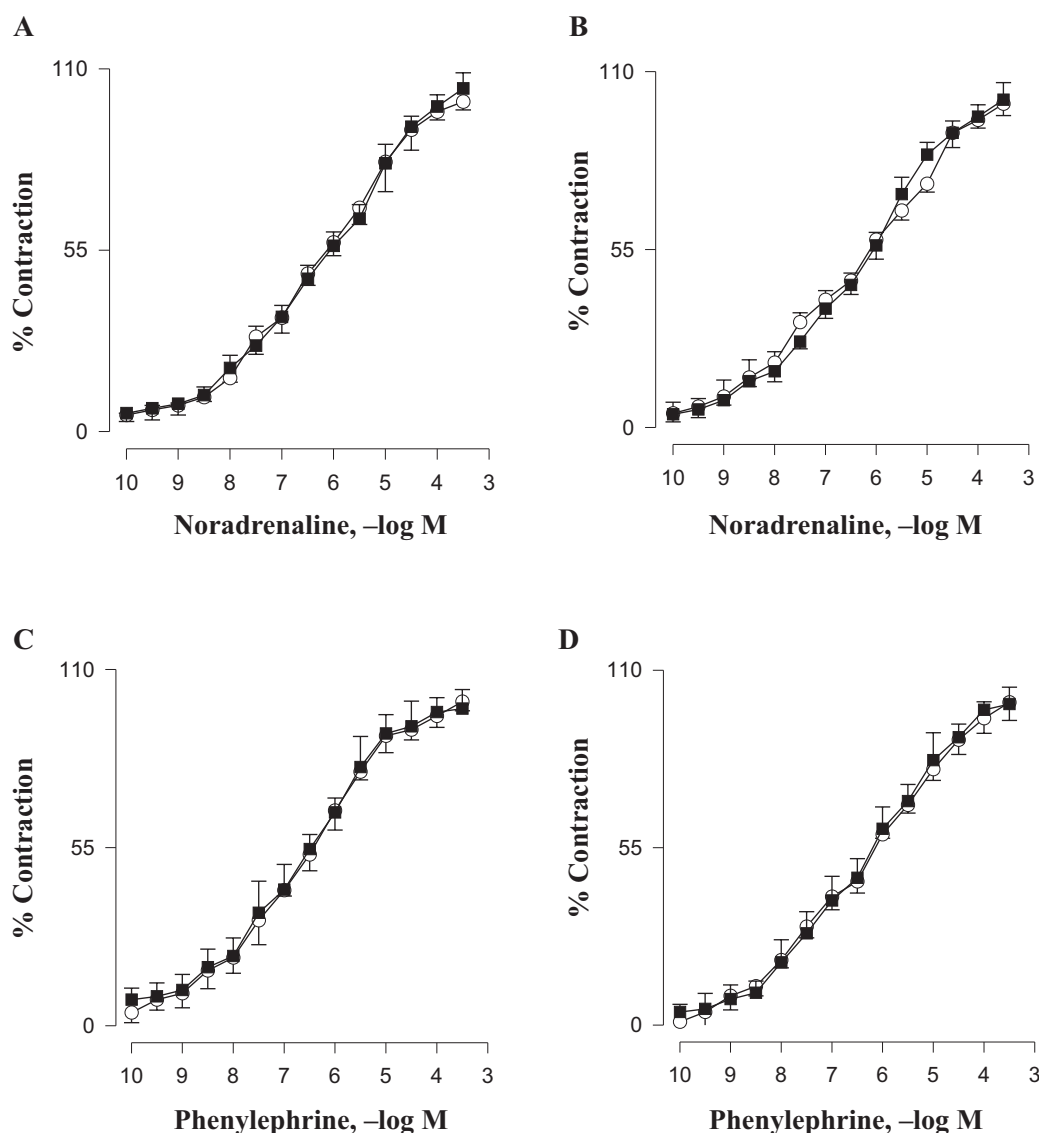 A
110
55
0
% Contraction
10 9 8 7 6 5 4 3
Noradrenaline, –log M
B
110
55
0
% Contraction
10 9 8 7 6 5 4 3
Noradrenaline, –log M
C
110
55
0
% Contraction
10 9 8 7 6 5 4 3
Phenylephrine, –log M
D
110
55
0
% Contraction
10 9 8 7 6 5 4 3
Phenylephrine, –log M